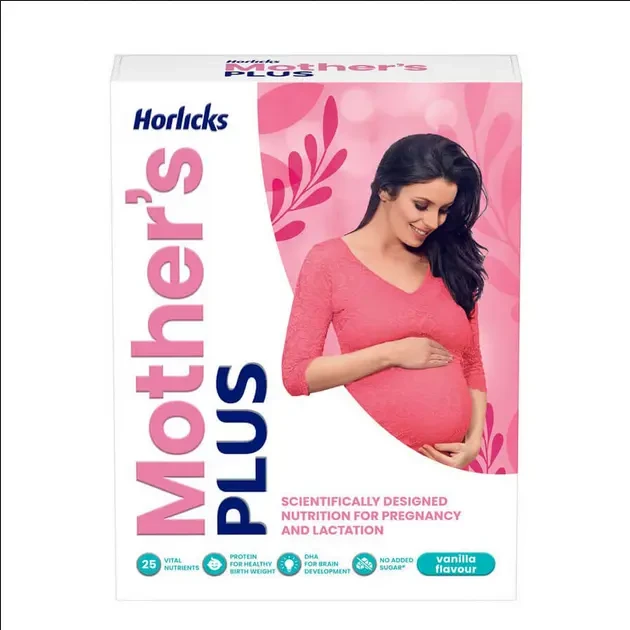 Horlicks
Mother's
PLUS
Horlicks
Mother's
PLUS
SCIENTIFICALLY DESIGNED
NUTRITION FOR PREGNANCY
AND LACTATION
25 VITAL
NUTRIENTS
PROTEIN
FOR HEALTHY
BIRTH WEIGHT
DHA
FOR BRAIN
DEVELOPMENT
NO ADDED
SUGAR*
vanilla
flavour